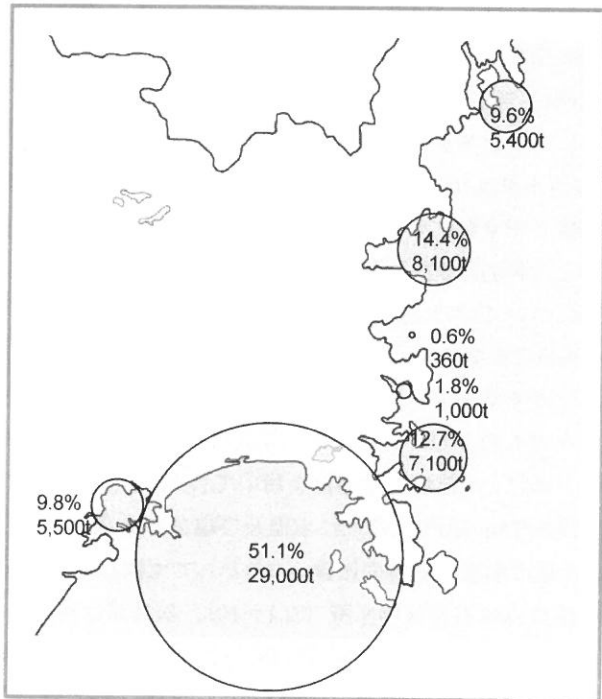 9.6%
5,400t
14.4%
8,100t
0.6%
360t
1.8%
1,000t
12.7%
7,100t
9.8%
5,500t
51.1%
29,000t